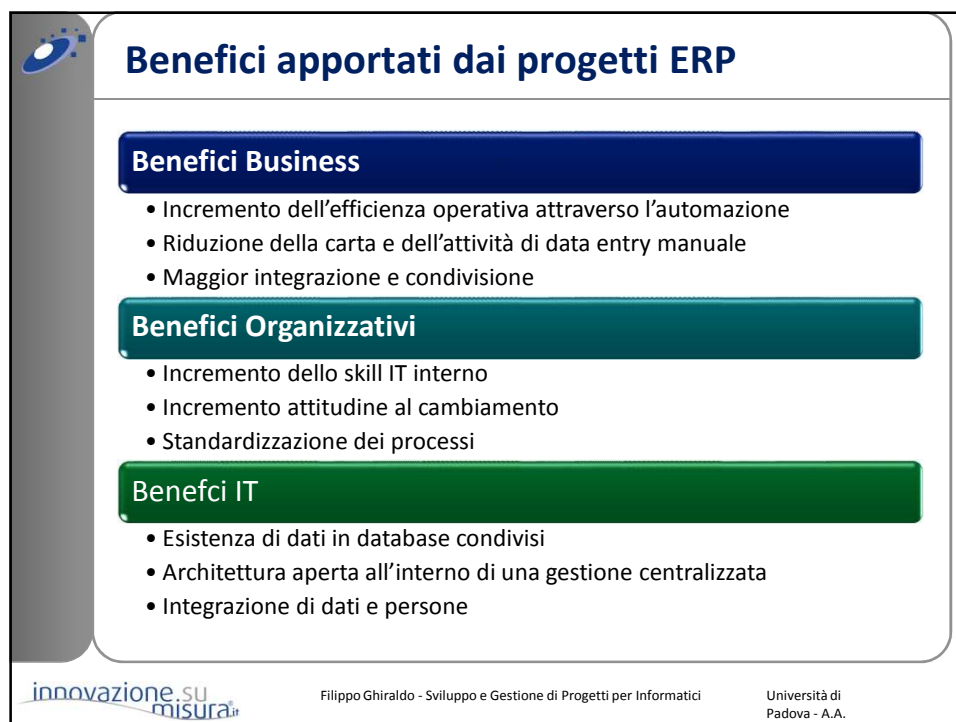 Benefici apportati dai progetti ERP
Benefici Business
• Incremento dell'efficienza operativa attraverso l'automazione
• Riduzione della carta e dell'attività di data entry manuale
• Maggior integrazione e condivisione
Benefici Organizzativi
• Incremento dello skill IT interno
• Incremento attitudine al cambiamento
• Standardizzazione dei processi
Benefci IT
• Esistenza di dati in database condivisi
• Architettura aperta all'interno di una gestione centralizzata
• Integrazione di dati e persone
innovazione.su
misura.it
Filippo Ghiraldo - Sviluppo e Gestione di Progetti per Informatici
Università di
Padova - A.A.